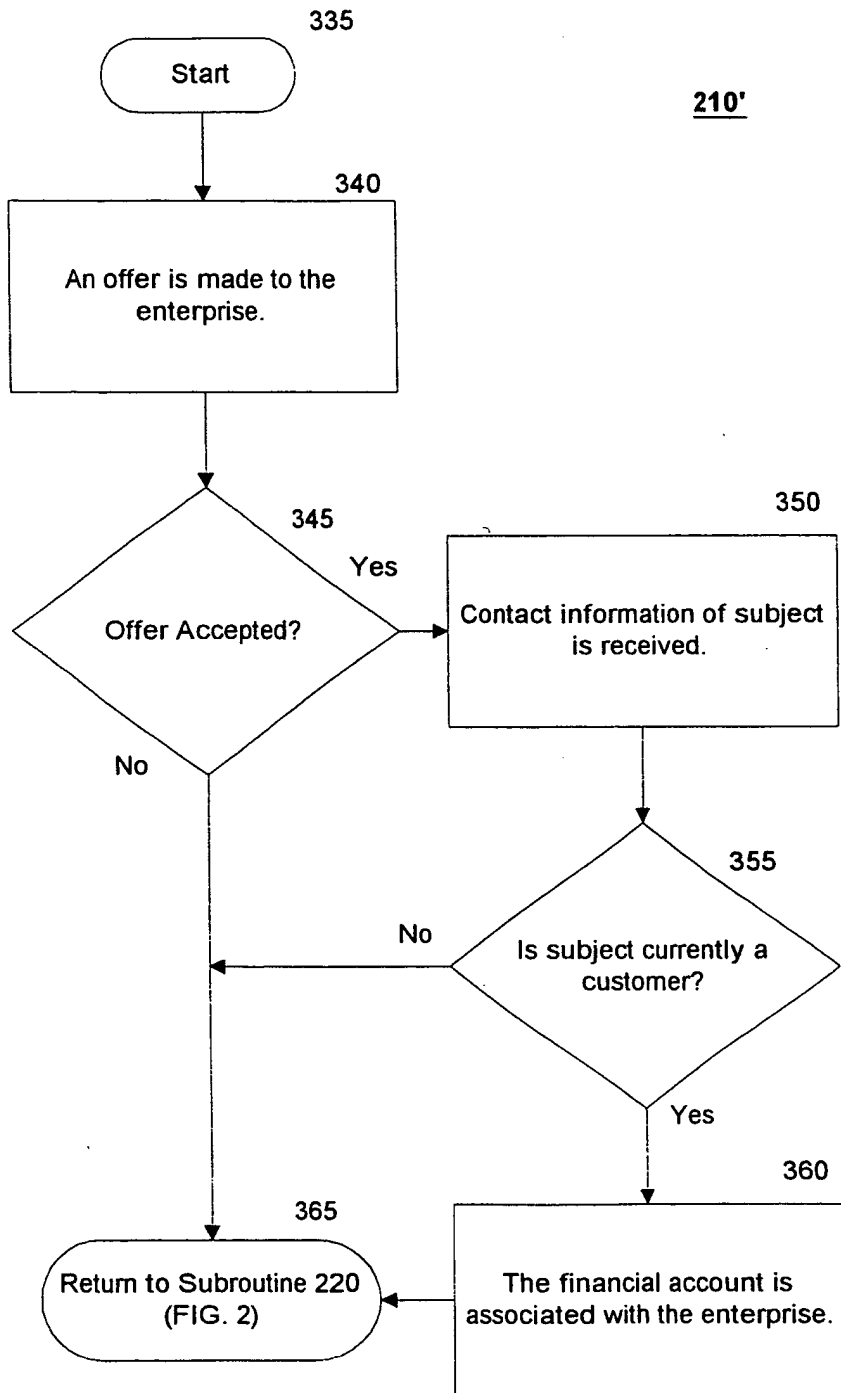 335
Start
210'
340
An offer is made to the
enterprise.
345
Yes
350
Offer Accepted?
Contact information of subject
is received.
No
355
No
Is subject currently a
customer?
Yes
360
365
Return to Subroutine 220
(FIG. 2)
The financial account is
associated with the enterprise.